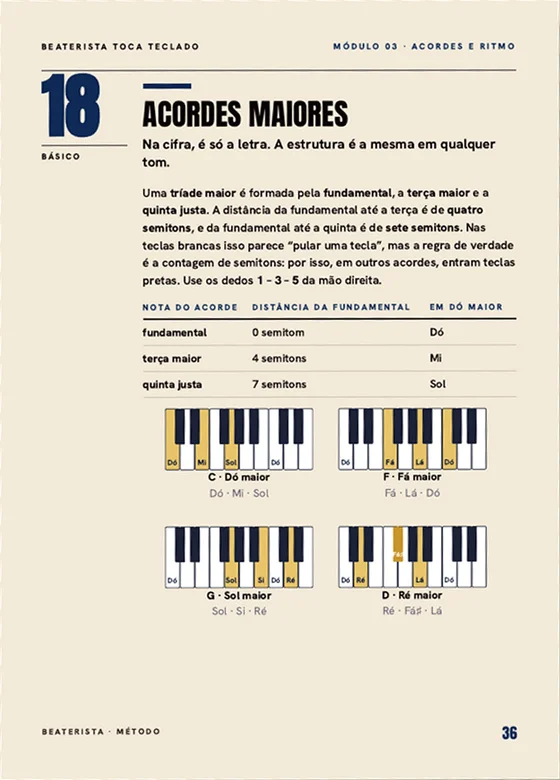 BEATERISTA TOCA TECLADO
MÓDULO 03 · ACORDES E RITMO
18
BÁSICO
ACORDES MAIORES
Na cifra, é só a letra. A estrutura é a mesma em qualquer
tom.
Uma tríade maior é formada pela fundamental, a terça maior e a
quinta justa. A distância da fundamental até a terça é de quatro
semitons, e da fundamental até a quinta é de sete semitons. Nas
teclas brancas isso parece “pular uma tecla”, mas a regra de verdade
é a contagem de semitons: por isso, em outros acordes, entram teclas
pretas. Use os dedos 1 – 3 – 5 da mão direita.
NOTA DO ACORDE DISTÂNCIA DA FUNDAMENTAL EM DÓ MAIOR
fundamental 0 semitom Dó
terça maior 4 semitons Mi
quinta justa 7 semitons Sol
Dó Mi Sol Dó
C · Dó maior
Dó · Mi · Sol
Dó Fá Lá Dó
F · Fá maior
Fá · Lá · Dó
Dó Sol Si Dó Ré
G · Sol maior
Sol · Si · Ré
Fá♯
Dó Ré Lá Dó
D · Ré maior
Ré · Fá♯ · Lá
BEATERISTA · MÉTODO
36